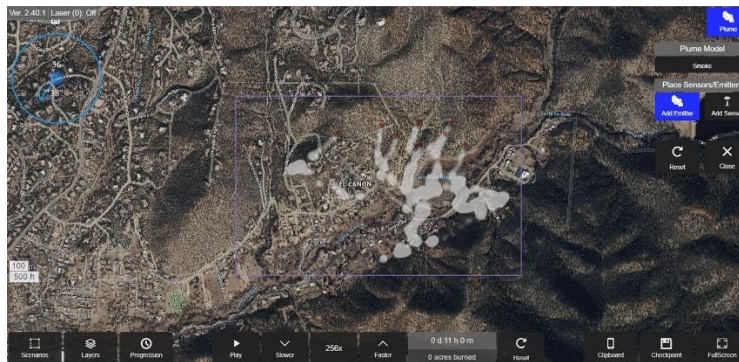 Ver. 2.40.1 Laser (0): Off
Plume
Plume Model
Smoke
Place Sensors/Emitter
Add Emitter
Add Senso
Reset
Close
EL CANON
100 m
500 ft
Scenarios
Layers
Progression
Play
Slower
256x
Faster
0 d 11 h 0 m
0 acres burned
Reset
Clipboard
Checkpoint
FullScreen